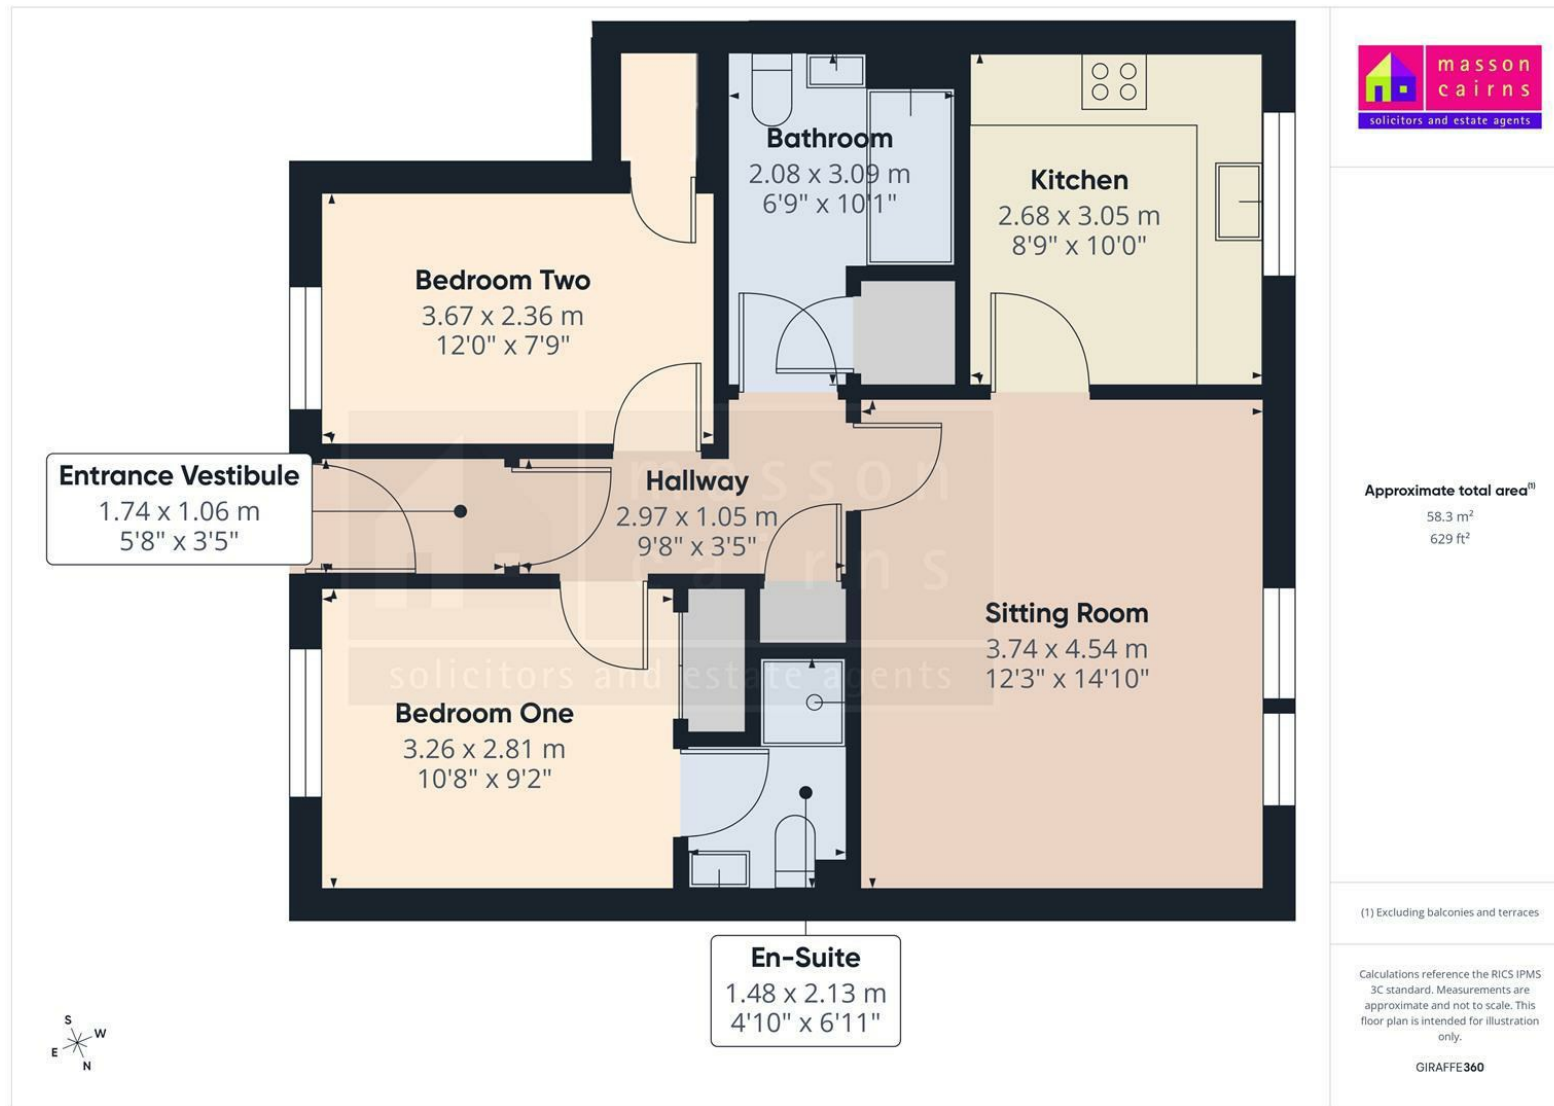 masson
cairns
solicitors and estate agents
Bathroom
2.08 x 3.09 m
6'9" x 10'1"
Kitchen
2.68 x 3.05 m
8'9" x 10'0"
Bedroom Two
3.67 x 2.36 m
12'0" x 7'9"
Entrance Vestibule
1.74 x 1.06 m
5'8" x 3'5"
Hallway
2.97 x 1.05 m
9'8" x 3'5"
masson
cairns
solicitors and estate agents
Sitting Room
3.74 x 4.54 m
12'3" x 14'10"
Bedroom One
3.26 x 2.81 m
10'8" x 9'2"
En-Suite
1.48 x 2.13 m
4'10" x 6'11"
S
W
E
N
Approximate total area(1)
58.3 m²
629 ft²
(1) Excluding balconies and terraces
Calculations reference the RICS IPMS
3C standard. Measurements are
approximate and not to scale. This
floor plan is intended for illustration
only.
GIRAFFE360